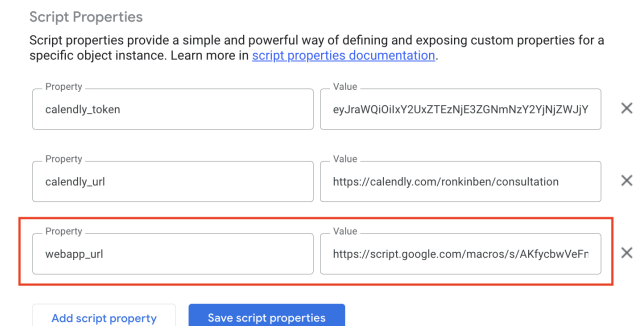 Script Properties
Script properties provide a simple and powerful way of defining and exposing custom properties for a
specific object instance. Learn more in script properties documentation.
Property
Value
calendly_token
eyJraWQiOiIxY2UxZTEzNjE3ZGNmNzY2YjNjZWJjY
Property
Value
calendly_url
https://calendly.com/ronkinben/consultation
Property
Value
webapp_url
https://script.google.com/macros/s/AKfycbwVeFr
Add script property
Save script properties